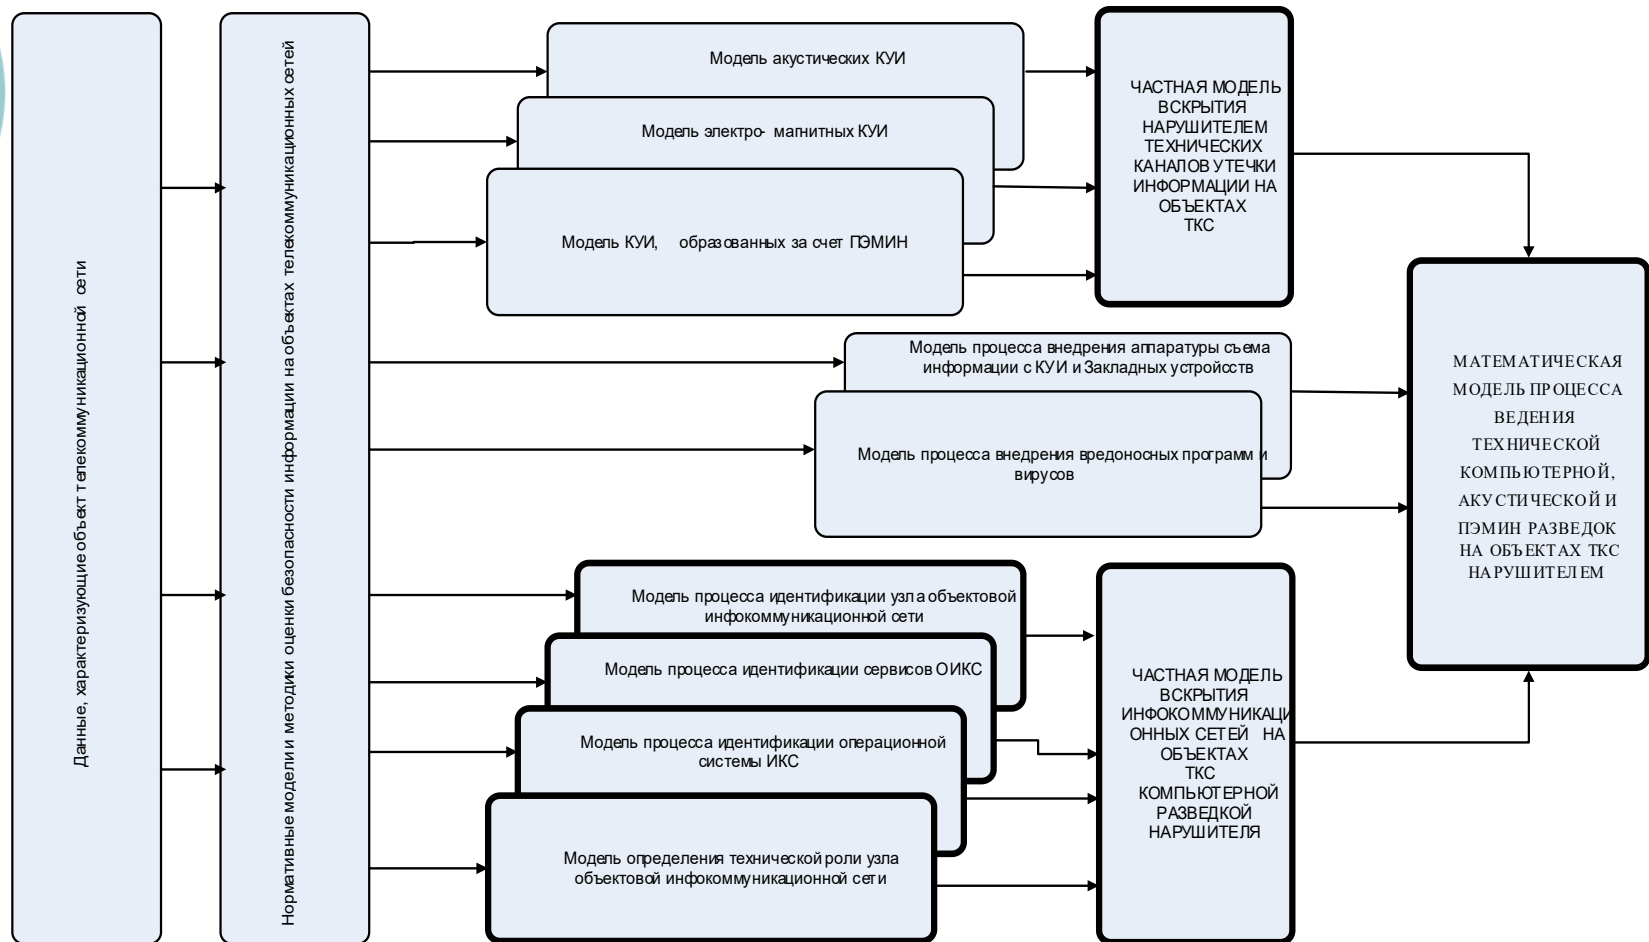 Данные, характеризующие объект телекоммуникационной сети
Нормативные модели и методики оценки безопасности информации на объектах телекоммуникационных сетей
Модель акустических КУИ
Модель электро- магнитных КУИ
Модель КУИ, образованных за счет ПЭМИН
ЧАСТНАЯ МОДЕЛЬ
ВСКРЫТИЯ
НАРУШИТЕЛЕМ
ТЕХНИЧЕСКИХ
КАНАЛОВ УТЕЧКИ
ИНФОРМАЦИИ НА
ОБЪЕКТАХ
ТКС
Модель процесса внедрения аппаратуры съема
информации с КУИ и Закладных устройсств
Модель процесса внедрения вредоносных программ и
вирусов
Модель процесса идентификации узла объектовой
инфокоммуникационной сети
Модель процесса идентификации сервисов ОИКС
Модель процесса идентификации операционной
системы ИКС
Модель определения технической роли узла
объектовой инфокоммуникационной сети
ЧАСТНАЯ МОДЕЛЬ
ВСКРЫТИЯ
ИНФОКОММУНИКАЦИ
ОННЫХ СЕТЕЙ НА
ОБЪЕКТАХ
ТКС
КОМПЬЮТЕРНОЙ
РАЗВЕДКОЙ
НАРУШИТЕЛЯ
МАТЕМАТИЧЕСКАЯ
МОДЕЛЬ ПРОЦЕССА
ВЕДЕНИЯ
ТЕХНИЧЕСКОЙ
КОМПЬЮТЕРНОЙ,
АКУСТИЧЕСКОЙ И
ПЭМИН РАЗВЕДОК
НА ОБЪЕКТАХ ТКС
НАРУШИТЕЛЕМ